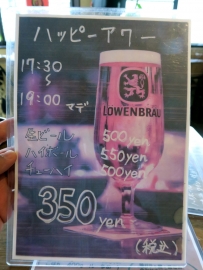 ハッピーアワー
17:30
～
19:00 マデ
LÖWENBRÄU
生ビール 500yen
ハイボール 550yen
チューハイ 500yen
350yen
(税込)